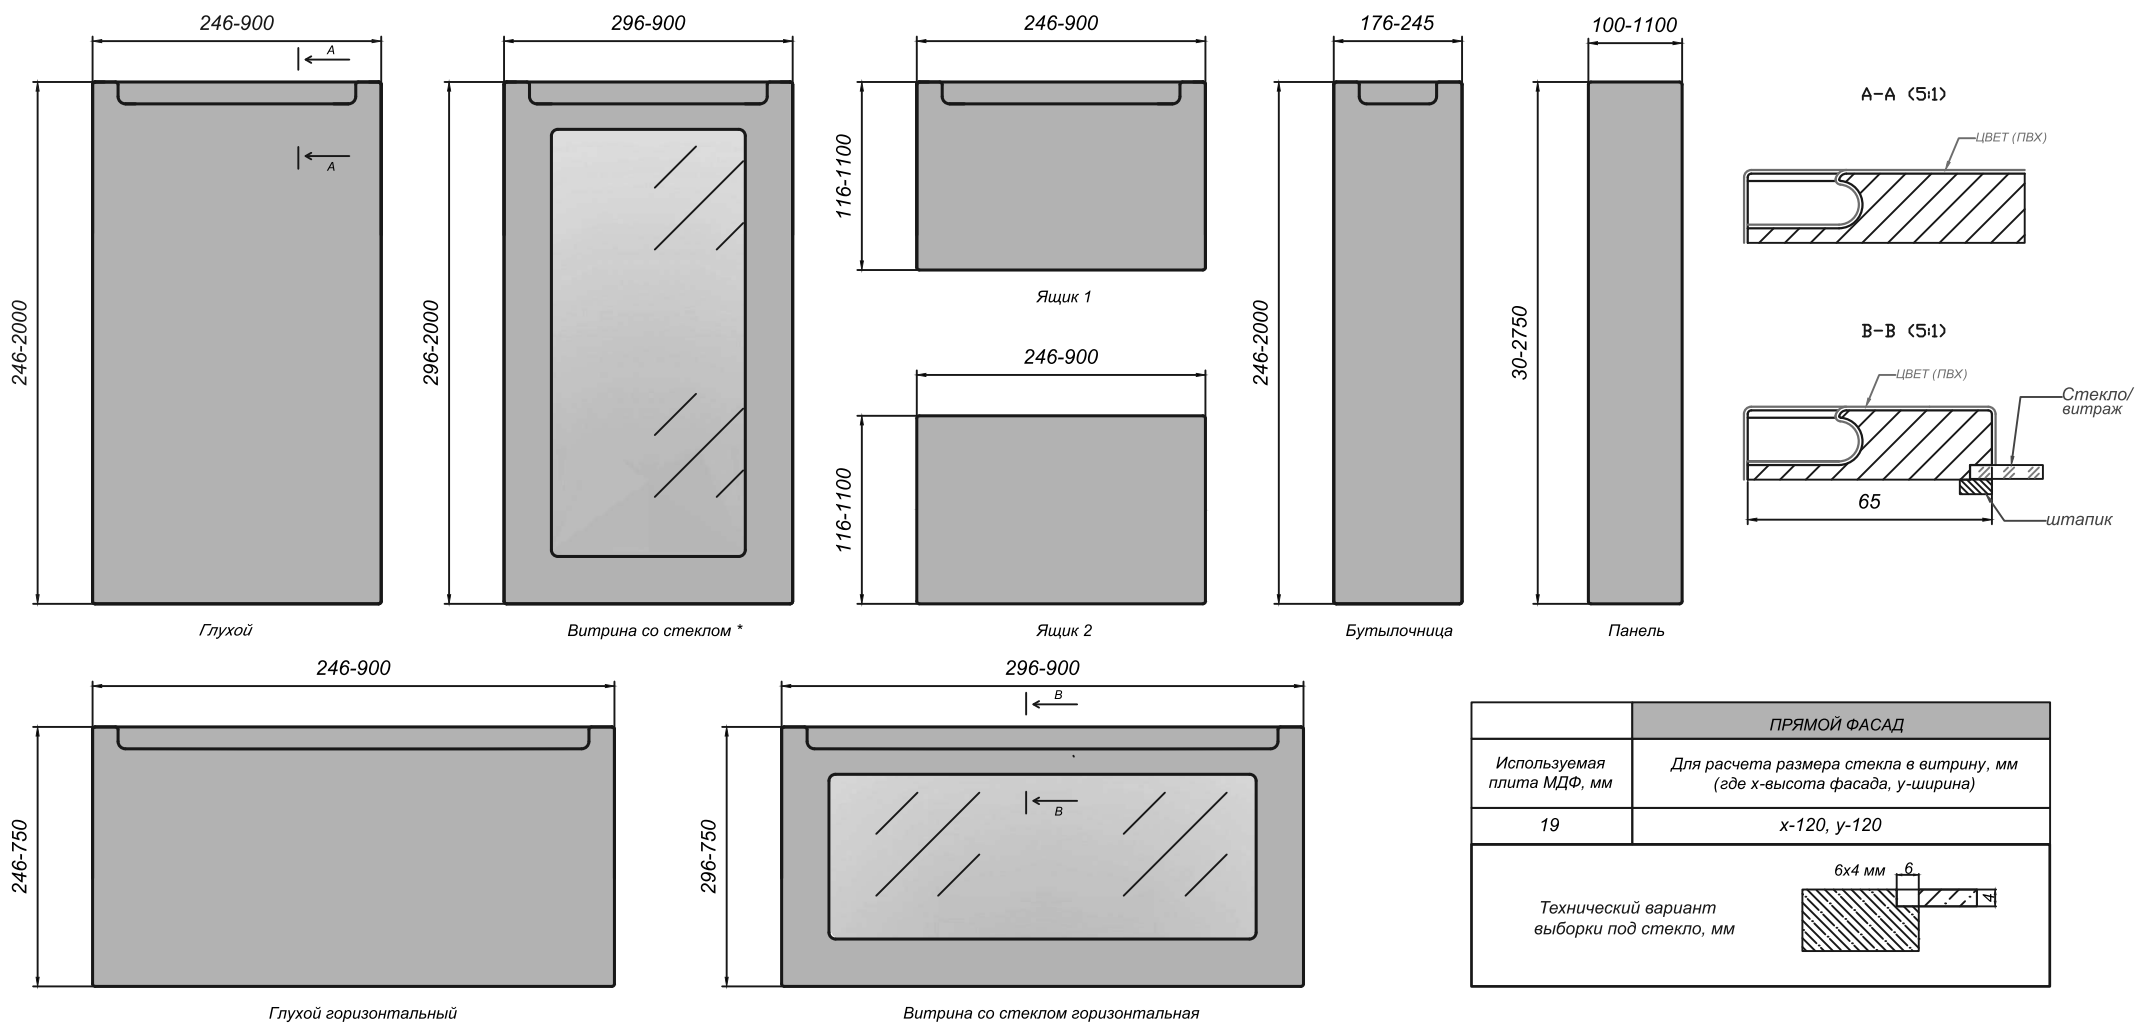 246-900
A
A
246-2000
Глухой
296-900
296-2000
Витрина со стеклом *
246-900
116-1100
Ящик 1
246-900
116-1100
Ящик 2
176-245
246-2000
Бутылочница
100-1100
30-2750
Панель
A-A (5:1)
ЦВЕТ (ПВХ)
B-B (5:1)
ЦВЕТ (ПВХ)
Стекло/
витраж
65
штапик
246-900
246-750
Глухой горизонтальный
296-900
B
B
296-750
Витрина со стеклом горизонтальная
ПРЯМОЙ ФАСАД
Используемая
плита МДФ, мм
Для расчета размера стекла в витрину, мм
(где х-высота фасада, у-ширина)
19
х-120, у-120
Технический вариант
выборки под стекло, мм
6х4 мм
6
4